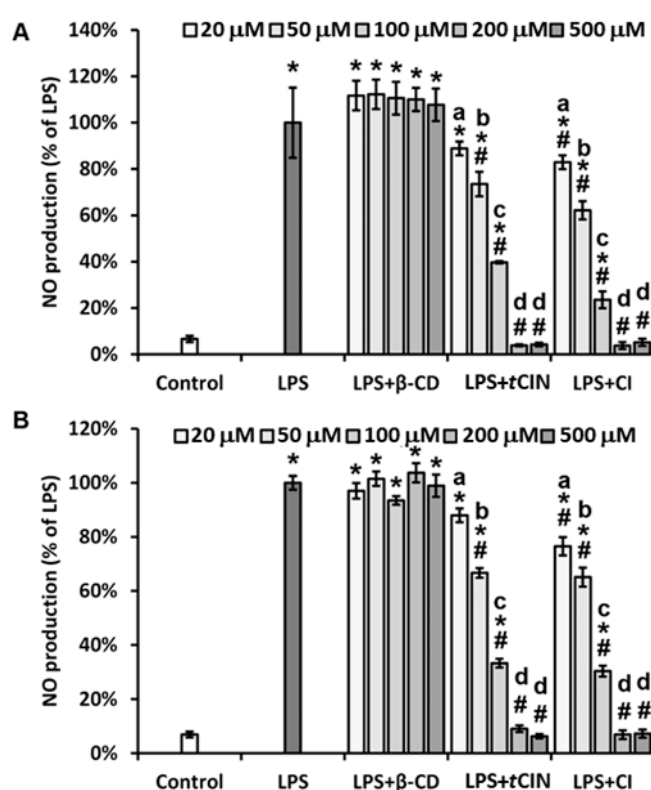 A
20 µM 50 µM 100 µM 200 µM 500 µM
NO production (% of LPS)
140%
120%
100%
80%
60%
40%
20%
0%
*
* * * * *
a
*
b
*
#
c
*
#
d d
# #
a
*
#
b
*
#
c
*
#
d d
# #
Control LPS LPS+β-CD LPS+tCIN LPS+CI
B
20 µM 50 µM 100 µM 200 µM 500 µM
NO production (% of LPS)
120%
100%
80%
60%
40%
20%
0%
*
* * * * *
a
*
b
*
#
c
*
#
d d
# #
a
*
#
b
*
#
c
*
#
d d
# #
Control LPS LPS+β-CD LPS+tCIN LPS+CI